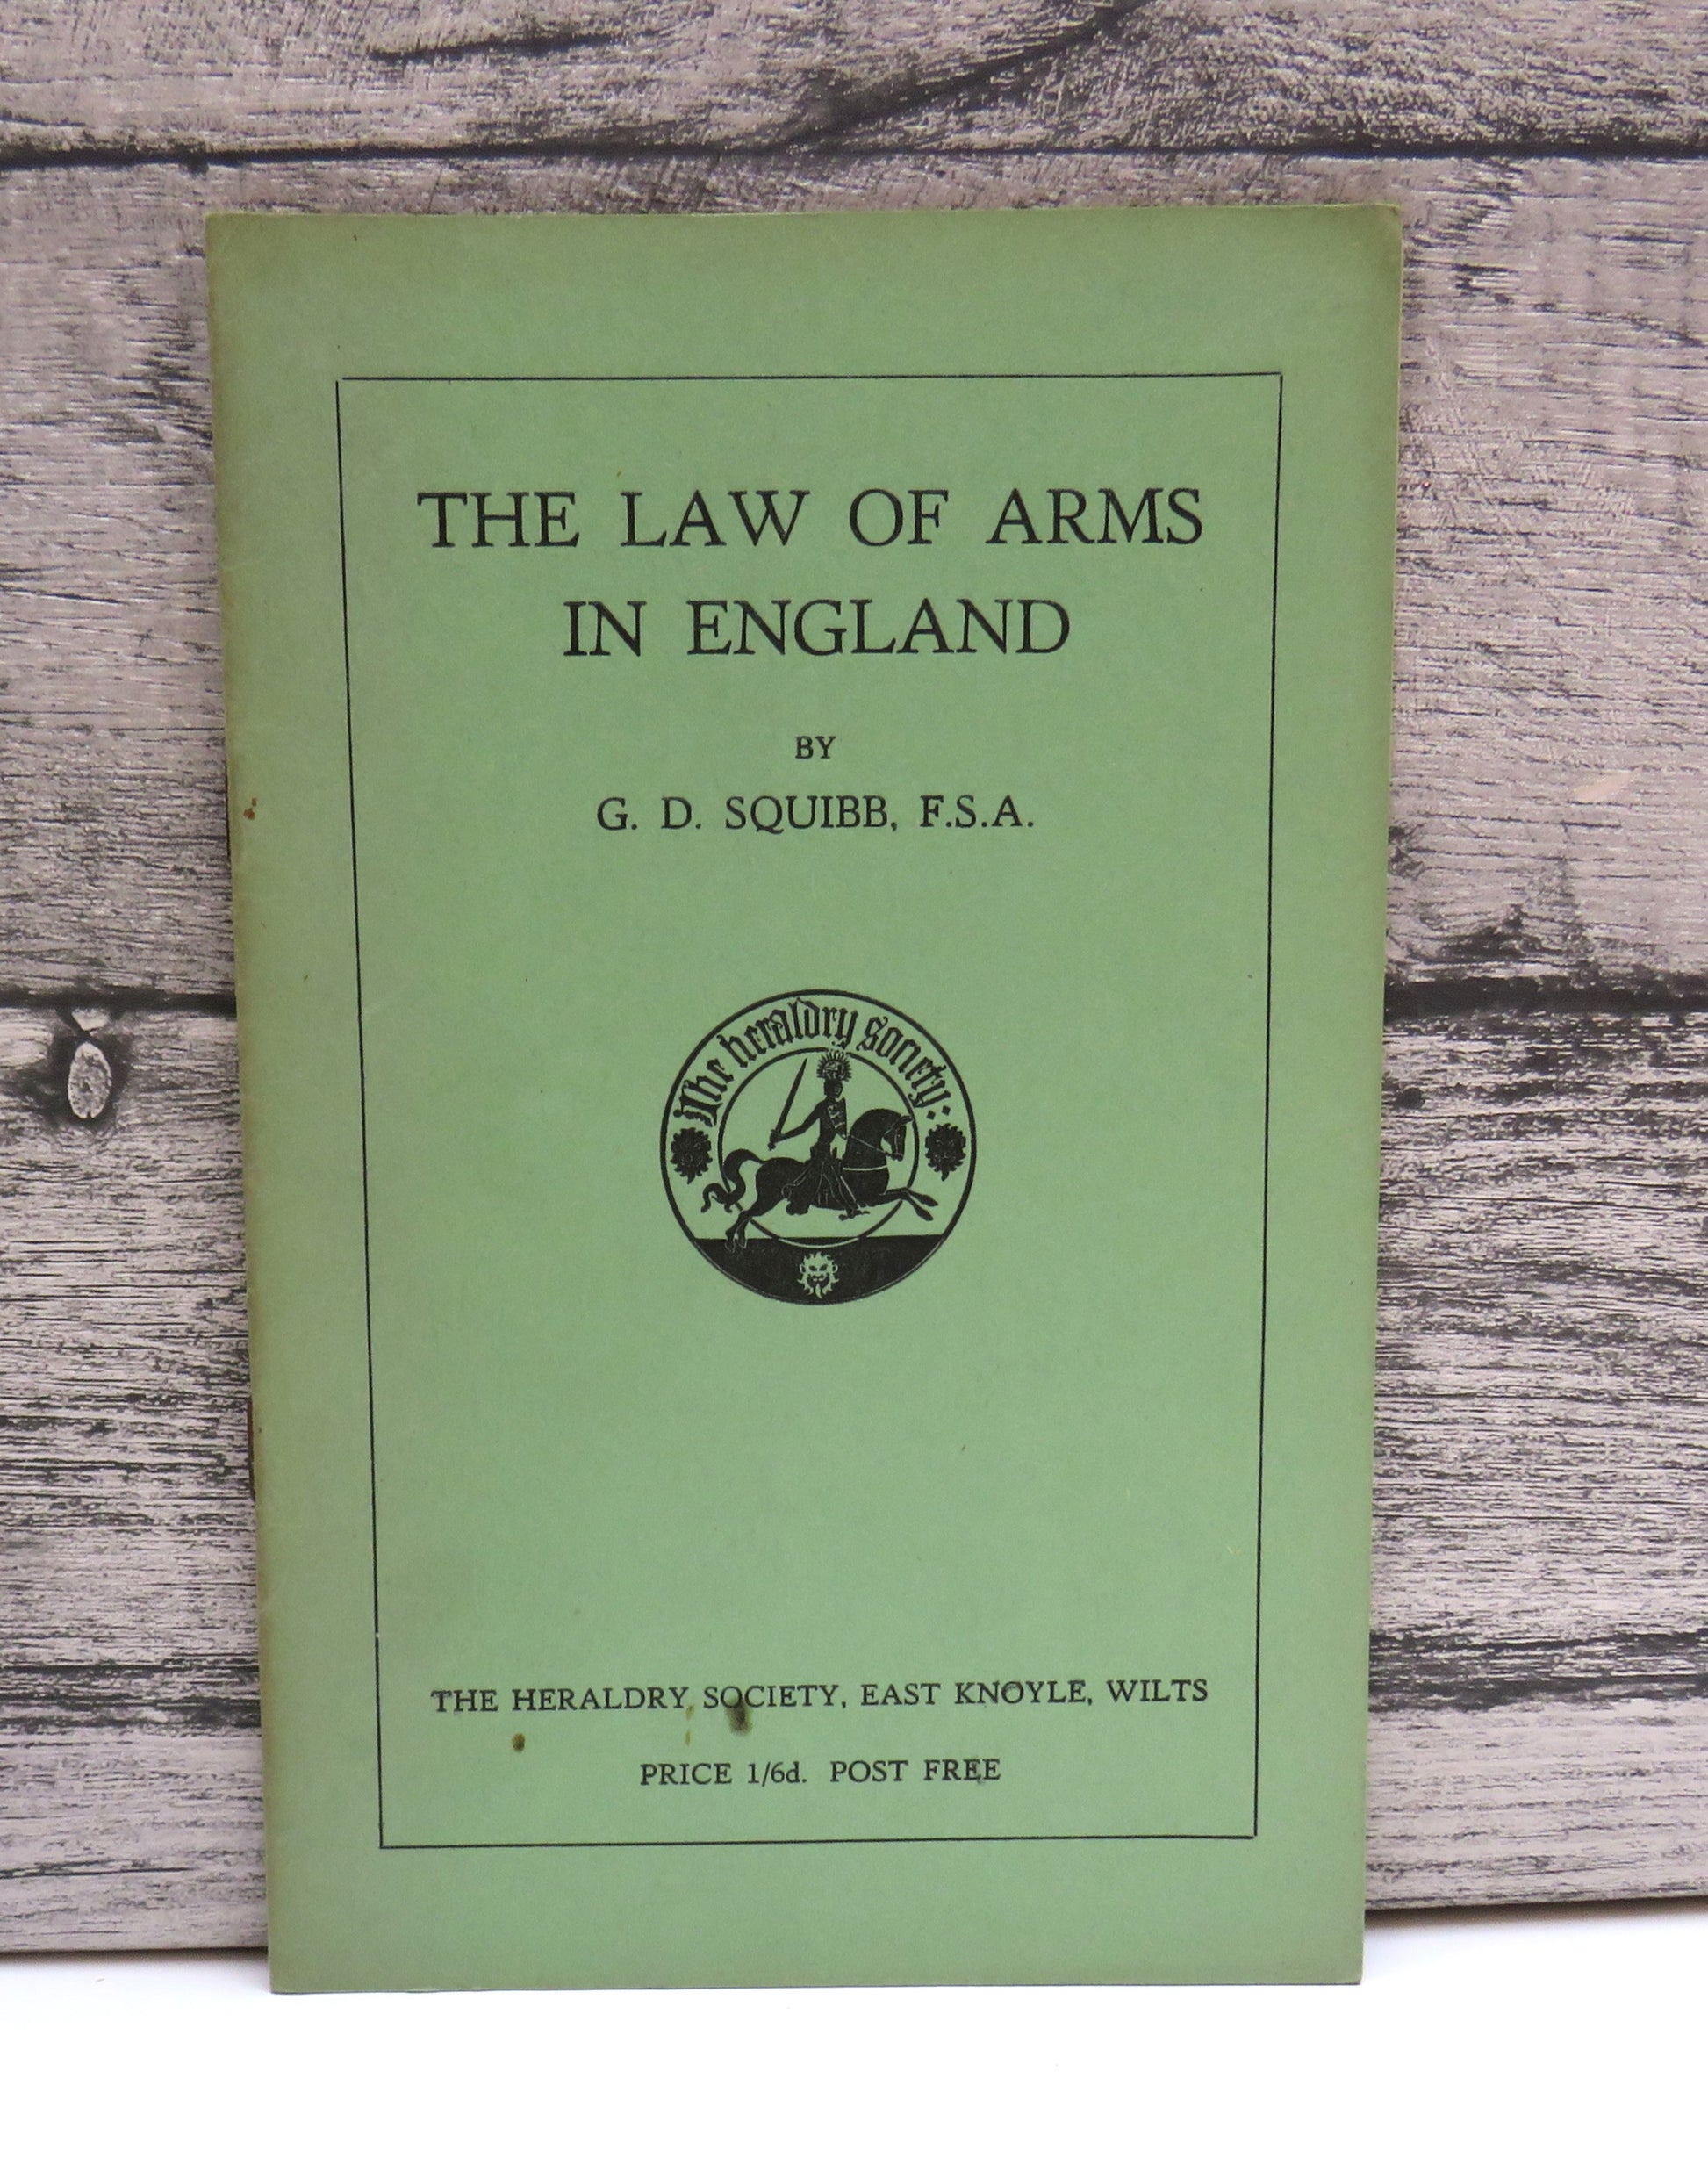 THE LAW OF ARMS
IN ENGLAND
BY
G. D. SQUIBB, F.S.A.
The heraldry Society:
THE HERALDRY SOCIETY, EAST KNOYLE, WILTS
PRICE 1/6d. POST FREE